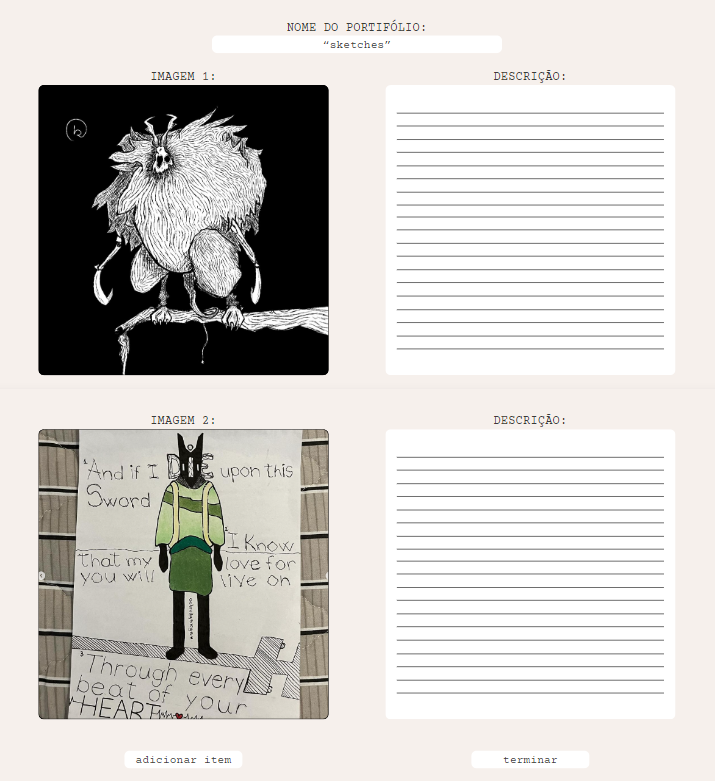 NOME DO PORTIFÓLIO:
“sketches”
IMAGEM 1:
DESCRIÇÃO:
IMAGEM 2:
DESCRIÇÃO:
And if I DIE upon this
Sword
I Know
That my love for
you will live on
Through every
beat of your
HEART
adicionar item
terminar